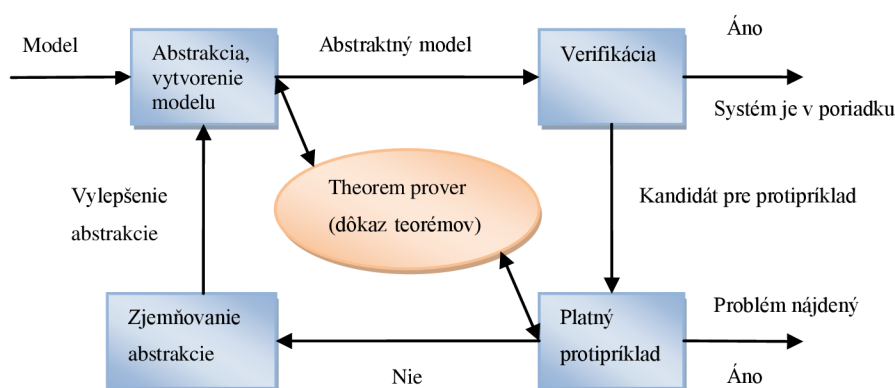 Model
Abstrakcia,
vytvorenie
modelu
Abstraktný model
Verifikácia
Áno
Systém je v poriadku
Vylepšenie
abstrakcie
Theorem prover
(dôkaz teorémov)
Kandidát pre protipríklad
Zjemňovanie
abstrakcie
Nie
Platný
protipríklad
Problém nájdený
Áno